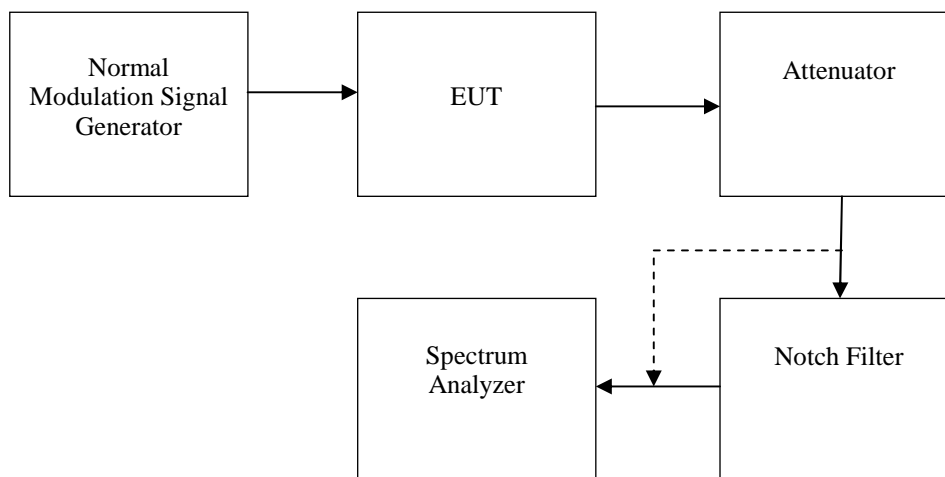 Normal
Modulation Signal
Generator
EUT
Attenuator
Spectrum
Analyzer
Notch Filter